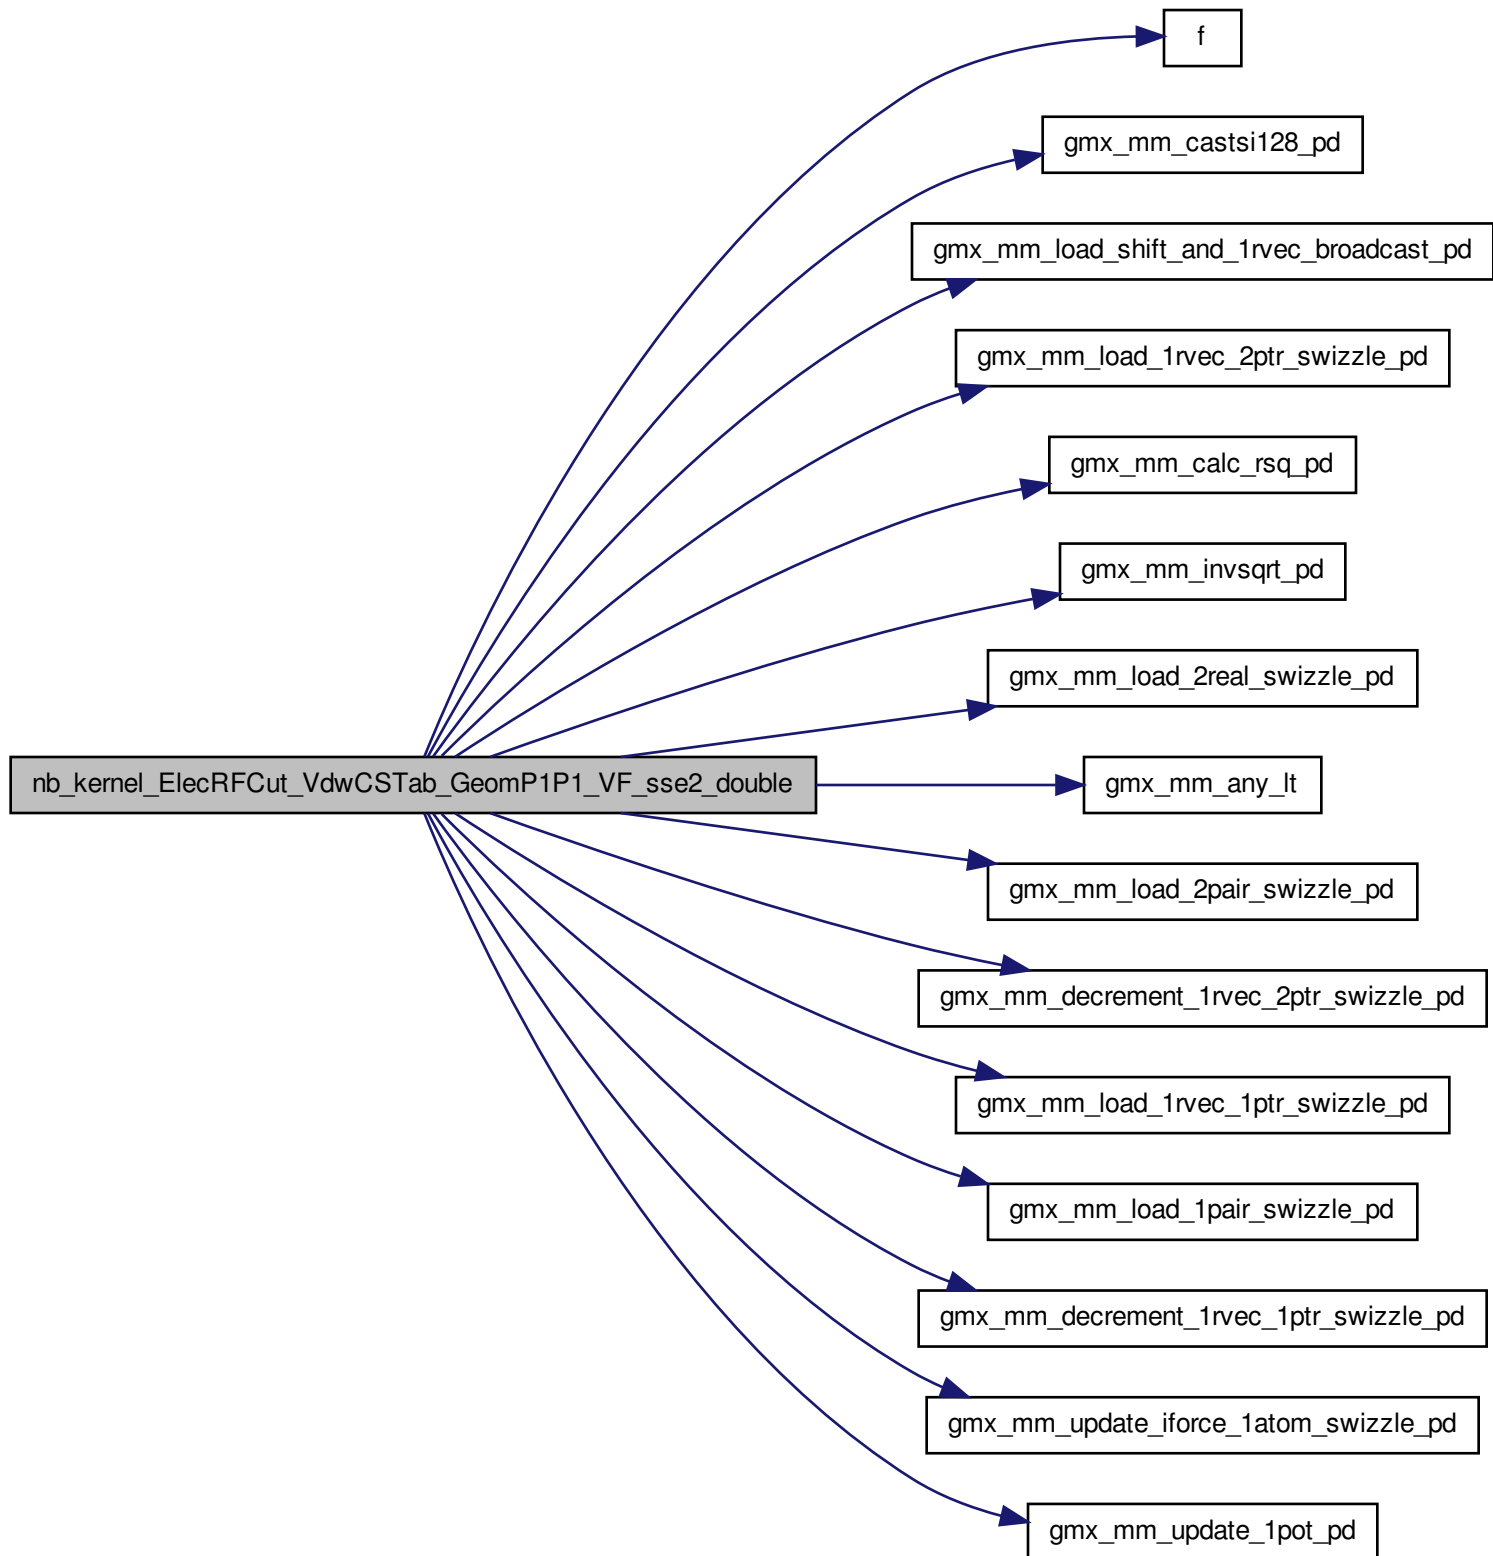 f
gmx_mm_castsi128_pd
gmx_mm_load_shift_and_1rvec_broadcast_pd
gmx_mm_load_1rvec_2ptr_swizzle_pd
gmx_mm_calc_rsq_pd
gmx_mm_invsqrt_pd
gmx_mm_load_2real_swizzle_pd
nb_kernel_ElecRFCut_VdwCSTab_GeomP1P1_VF_sse2_double
gmx_mm_any_lt
gmx_mm_load_2pair_swizzle_pd
gmx_mm_decrement_1rvec_2ptr_swizzle_pd
gmx_mm_load_1rvec_1ptr_swizzle_pd
gmx_mm_load_1pair_swizzle_pd
gmx_mm_decrement_1rvec_1ptr_swizzle_pd
gmx_mm_update_iforce_1atom_swizzle_pd
gmx_mm_update_1pot_pd